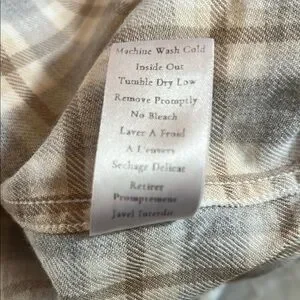 Machine Wash Cold
Inside Out
Tumble Dry Low
Remove Promptly
No Bleach
Laver A Froid
A L'envers
Sechage Delicat
Retirer
Promptement
Javel Interdit